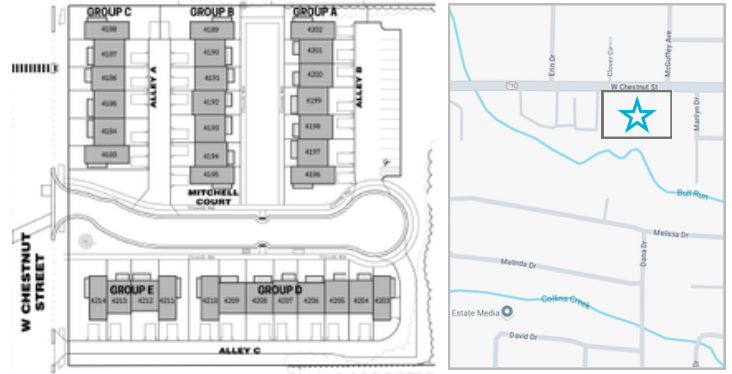 GROUP C
GROUP B
GROUP A
4188
4187
4186
4185
4184
4183
4189
4190
4191
4192
4193
4194
4195
4202
4201
4200
4199
4198
4197
4196
ALLEY A
ALLEY B
MITCHELL
COURT
W CHESTNUT
STREET
GROUP E
GROUP D
4214
4213
4212
4211
4210
4209
4208
4207
4206
4205
4204
4203
ALLEY C
Erin Dr
Clover Cir
McGuffey Ave
W Chestnut St
Marilyn Dr
Bull Run
Melissa Dr
Dana Dr
Melinda Dr
Collins Creek
Estate Media
David Dr
Dr